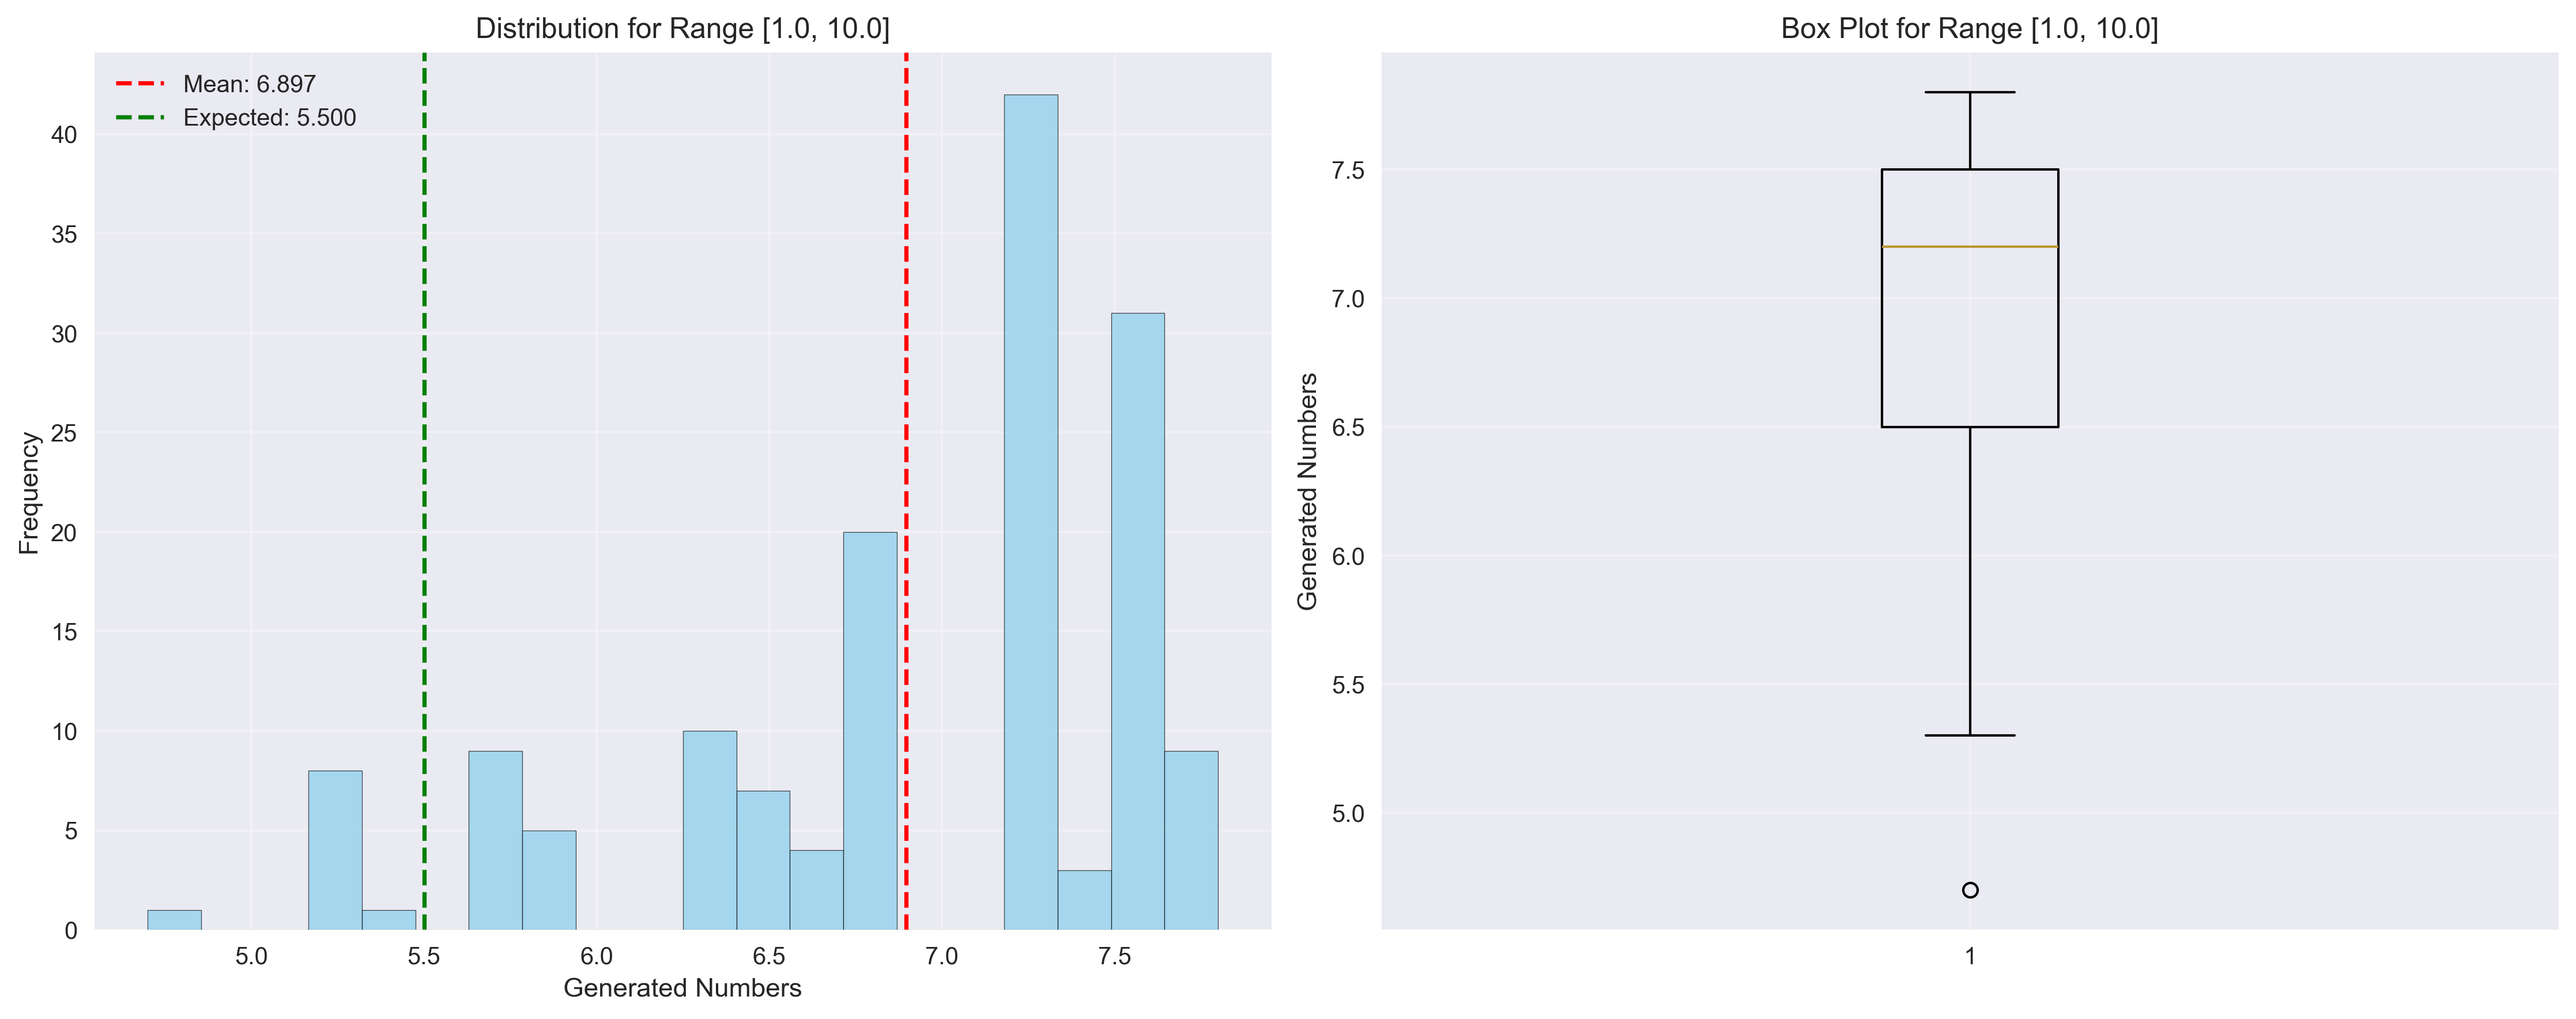 Distribution for Range [1.0, 10.0]
Mean: 6.897
Expected: 5.500
Frequency
40
35
30
25
20
15
10
5
0
5.0 5.5 6.0 6.5 7.0 7.5
Generated Numbers
Box Plot for Range [1.0, 10.0]
Generated Numbers
7.5
7.0
6.5
6.0
5.5
5.0
1